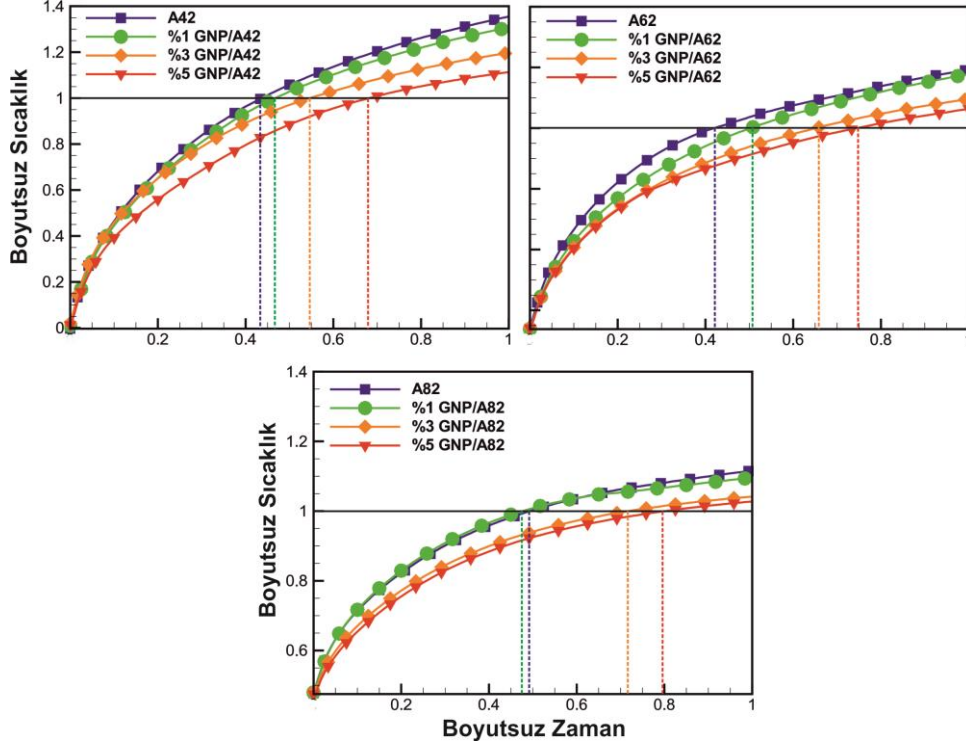 1.4
A42
%1 GNP/A42
%3 GNP/A42
%5 GNP/A42
1.2
1
0.8
0.6
0.4
0.2
0
Boyutsuz Sıcaklık
0.2
0.4
0.6
0.8
1
A62
%1 GNP/A62
%3 GNP/A62
%5 GNP/A62
0.2
0.4
0.6
0.8
1.4
A82
%1 GNP/A82
%3 GNP/A82
%5 GNP/A82
1.2
1
0.8
0.6
Boyutsuz Sıcaklık
0.2
0.4
0.6
0.8
1
Boyutsuz Zaman